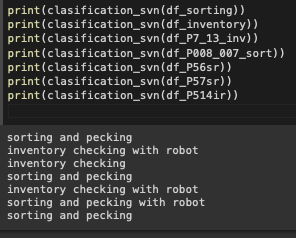 print(clasification_svn(df_sorting))
print(clasification_svn(df_inventory))
print(clasification_svn(df_P7_13_inv))
print(clasification_svn(df_P008_007_sort))
print(clasification_svn(df_P56sr))
print(clasification_svn(df_P57sr))
print(clasification_svn(df_P514ir))
sorting and pecking
inventory checking with robot
inventory checking
sorting and pecking
inventory checking with robot
sorting and pecking with robot
sorting and pecking